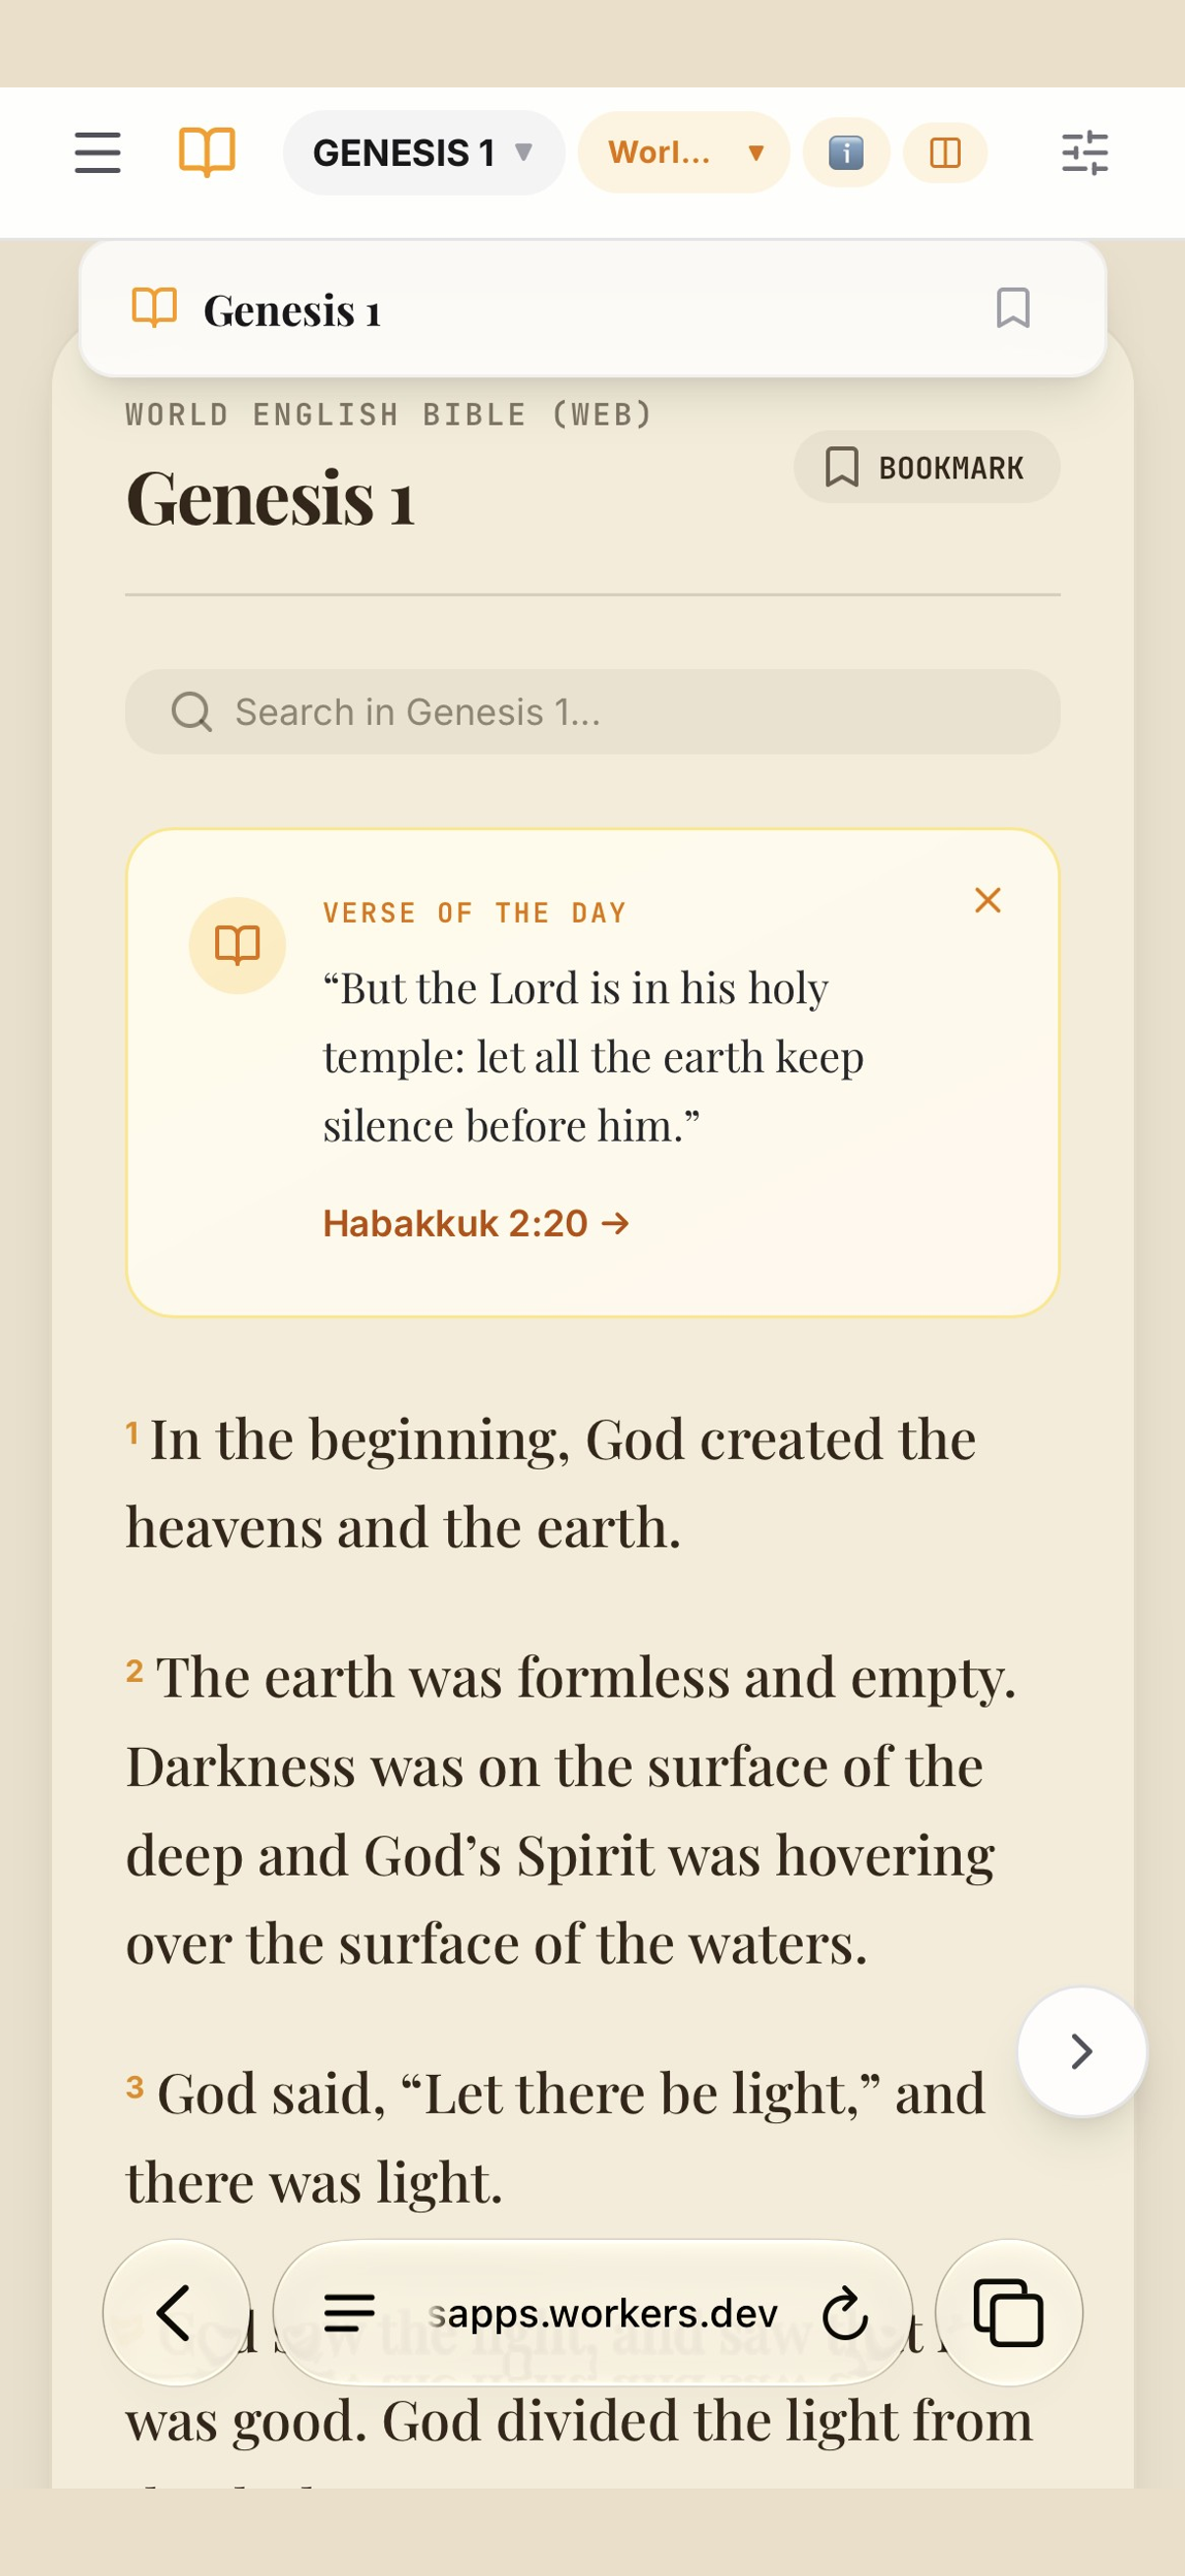 GENESIS 1
Worl...
Genesis 1
WORLD ENGLISH BIBLE (WEB)
Genesis 1
BOOKMARK
Search in Genesis 1...
VERSE OF THE DAY
“But the Lord is in his holy
temple: let all the earth keep
silence before him.”
Habakkuk 2:20 →
1 In the beginning, God created the
heavens and the earth.
2 The earth was formless and empty.
Darkness was on the surface of the
deep and God’s Spirit was hovering
over the surface of the waters.
3 God said, “Let there be light,” and
there was light.
sapps.workers.dev
saw the light, and saw
was good. God divided the light from